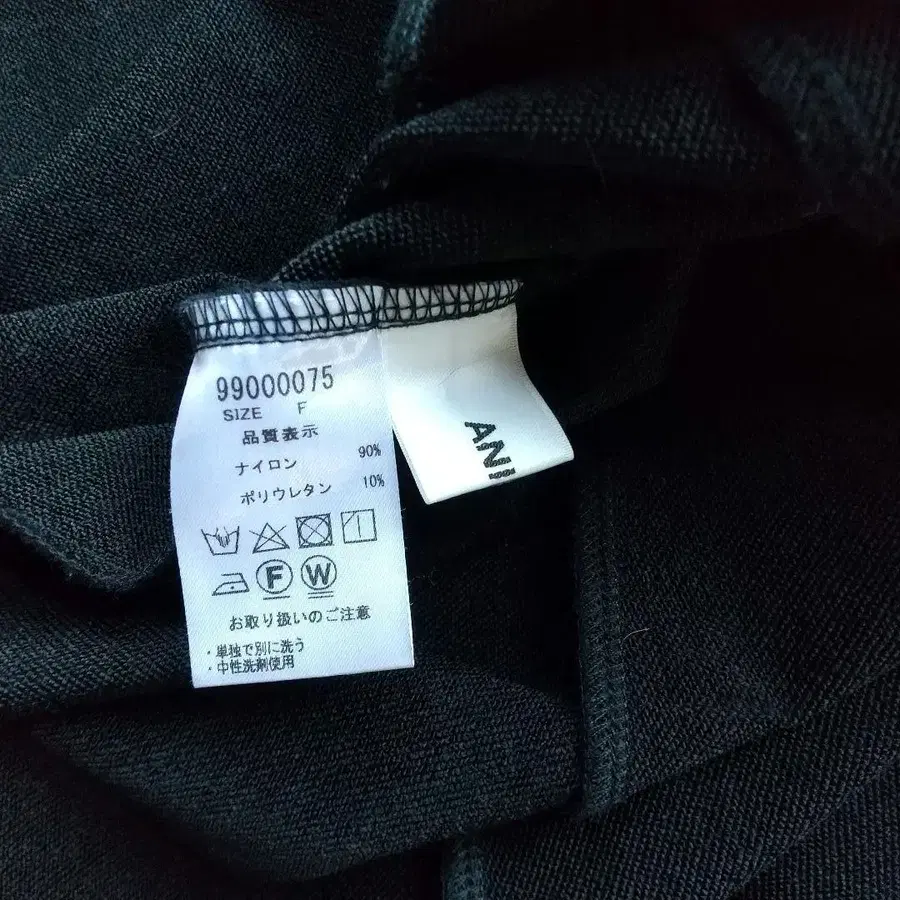 99000075
SIZE F
品質表示
ナイロン 90%
ポリウレタン 10%
F W
お取り扱いのご注意
・単独で別に洗う
・中性洗剤使用
AN